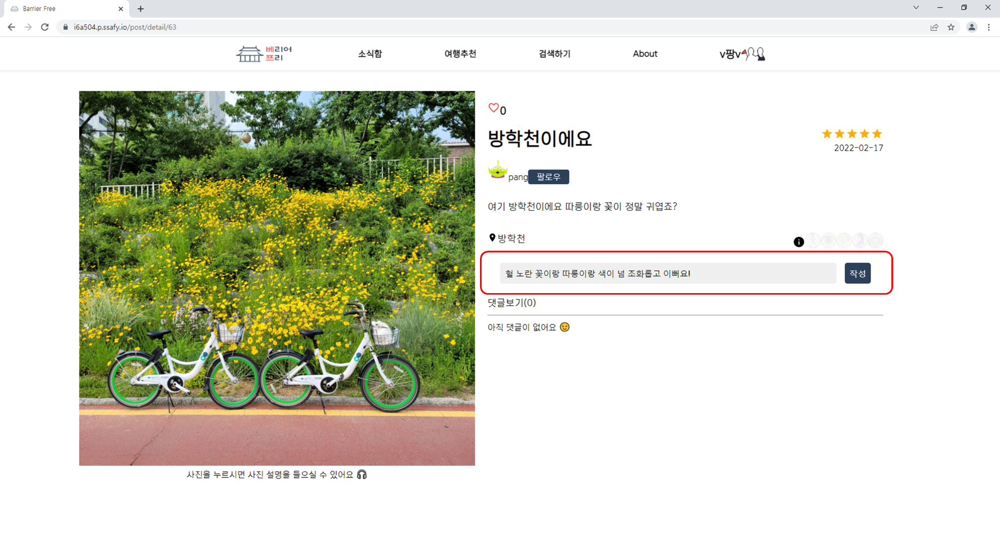 Barrier Free
i6a504.p.ssafy.io/post/detail/63
베리어
프리
소식함
여행추천
검색하기
About
v팡v
0
방학천이에요
2022-02-17
pang
팔로우
여기 방학천이에요 따릉이랑 꽃이 정말 귀엽죠?
방학천
헐 노란 꽃이랑 따릉이랑 색이 넘 조화롭고 이뻐요!
작성
댓글보기(0)
아직 댓글이 없어요 😉
사진을 누르시면 사진 설명을 들으실 수 있어요 🎧